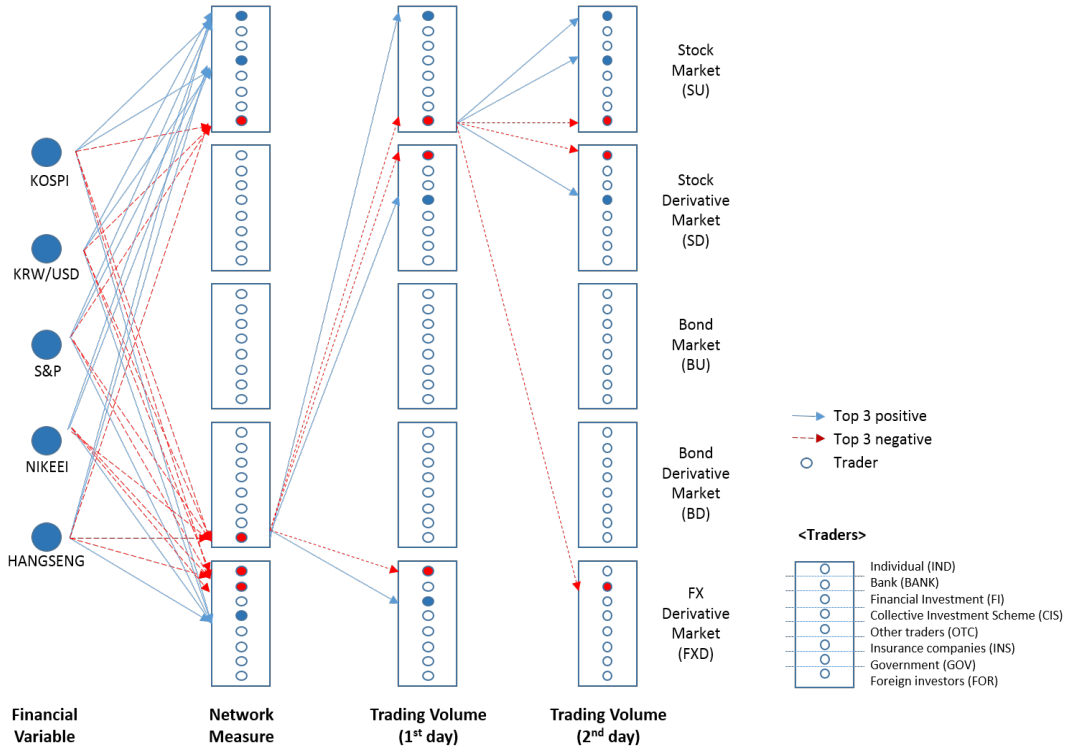 KOSPI
KRW/USD
S&P
NIKEEI
HANGSENG
Stock
Market
(SU)
Stock
Derivative
Market
(SD)
Bond
Market
(BU)
Bond
Derivative
Market
(BD)
FX
Derivative
Market
(FXD)
Top 3 positive
Top 3 negative
Trader
<Traders>
Individual (IND)
Bank (BANK)
Financial Investment (FI)
Collective Investment Scheme (CIS)
Other traders (OTC)
Insurance companies (INS)
Government (GOV)
Foreign investors (FOR)
Financial
Variable
Network
Measure
Trading Volume
(1st day)
Trading Volume
(2nd day)